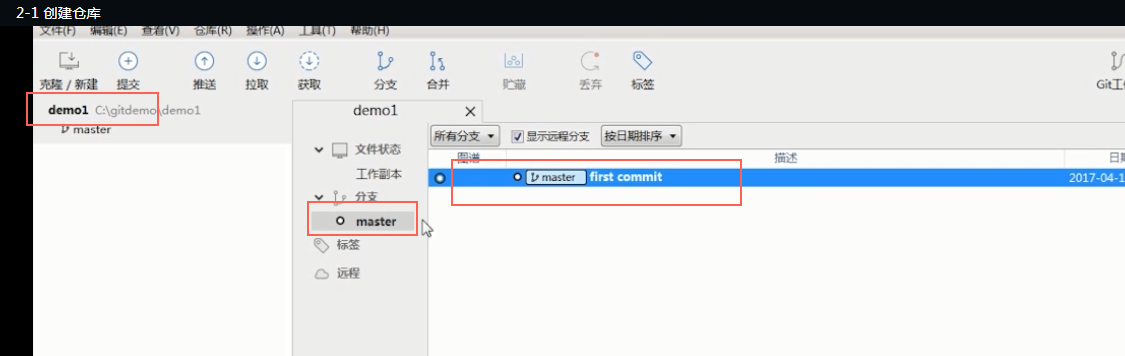 2-1 创建仓库
文件(F) 编辑(E) 查看(V) 仓库(R) 操作(A) 工具(T) 帮助(H)
克隆 / 新建 提交 推送 拉取 获取 分支 合并 贮藏 丢弃 标签 Git工
demo1 C:\gitdemo\demo1
master
demo1
所有分支 显示远程分支 按日期排序
文件状态
图谱 描述 日期
工作副本
master first commit 2017-04-1
分支
master
标签
远程